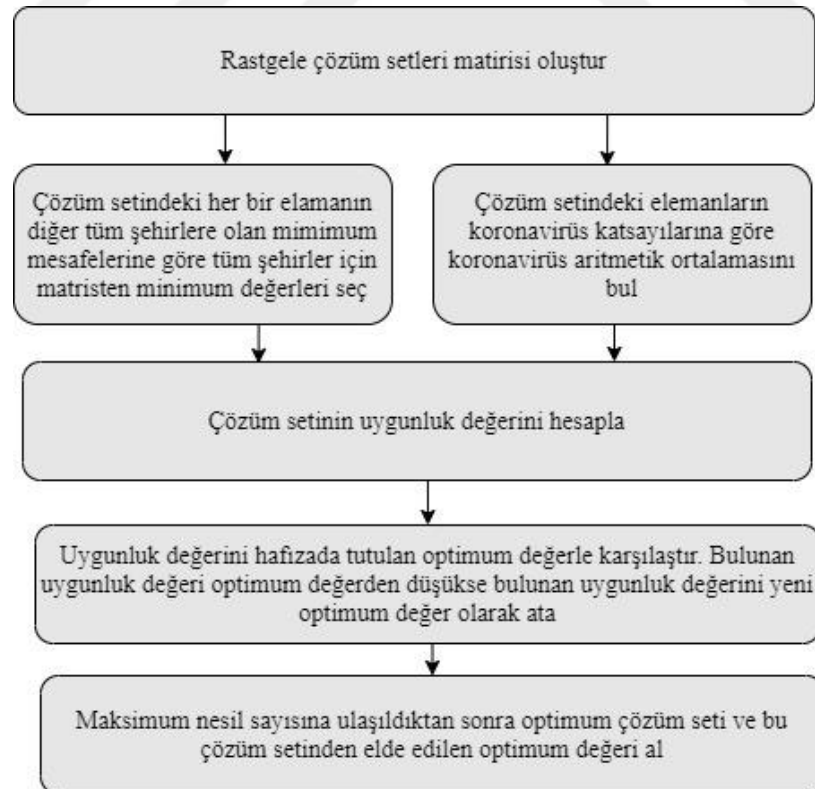 Rastgele çözüm setleri matirisi oluştur
Çözüm setindeki her bir elamanın
diğer tüm şehirlere olan mimimum
mesafelerine göre tüm şehirler için
matristen minimum değerleri seç
Çözüm setindeki elemanların
koronavirüs katsayılarına göre
koronavirüs aritmetik ortalamasını
bul
Çözüm setinin uygunluk değerini hesapla
Uygunluk değerini hafızada tutulan optimum değerle karşılaştır. Bulunan
uygunluk değeri optimum değerden düşükse bulunan uygunluk değerini yeni
optimum değer olarak ata
Maksimum nesil sayısına ulaşıldıktan sonra optimum çözüm seti ve bu
çözüm setinden elde edilen optimum değeri al